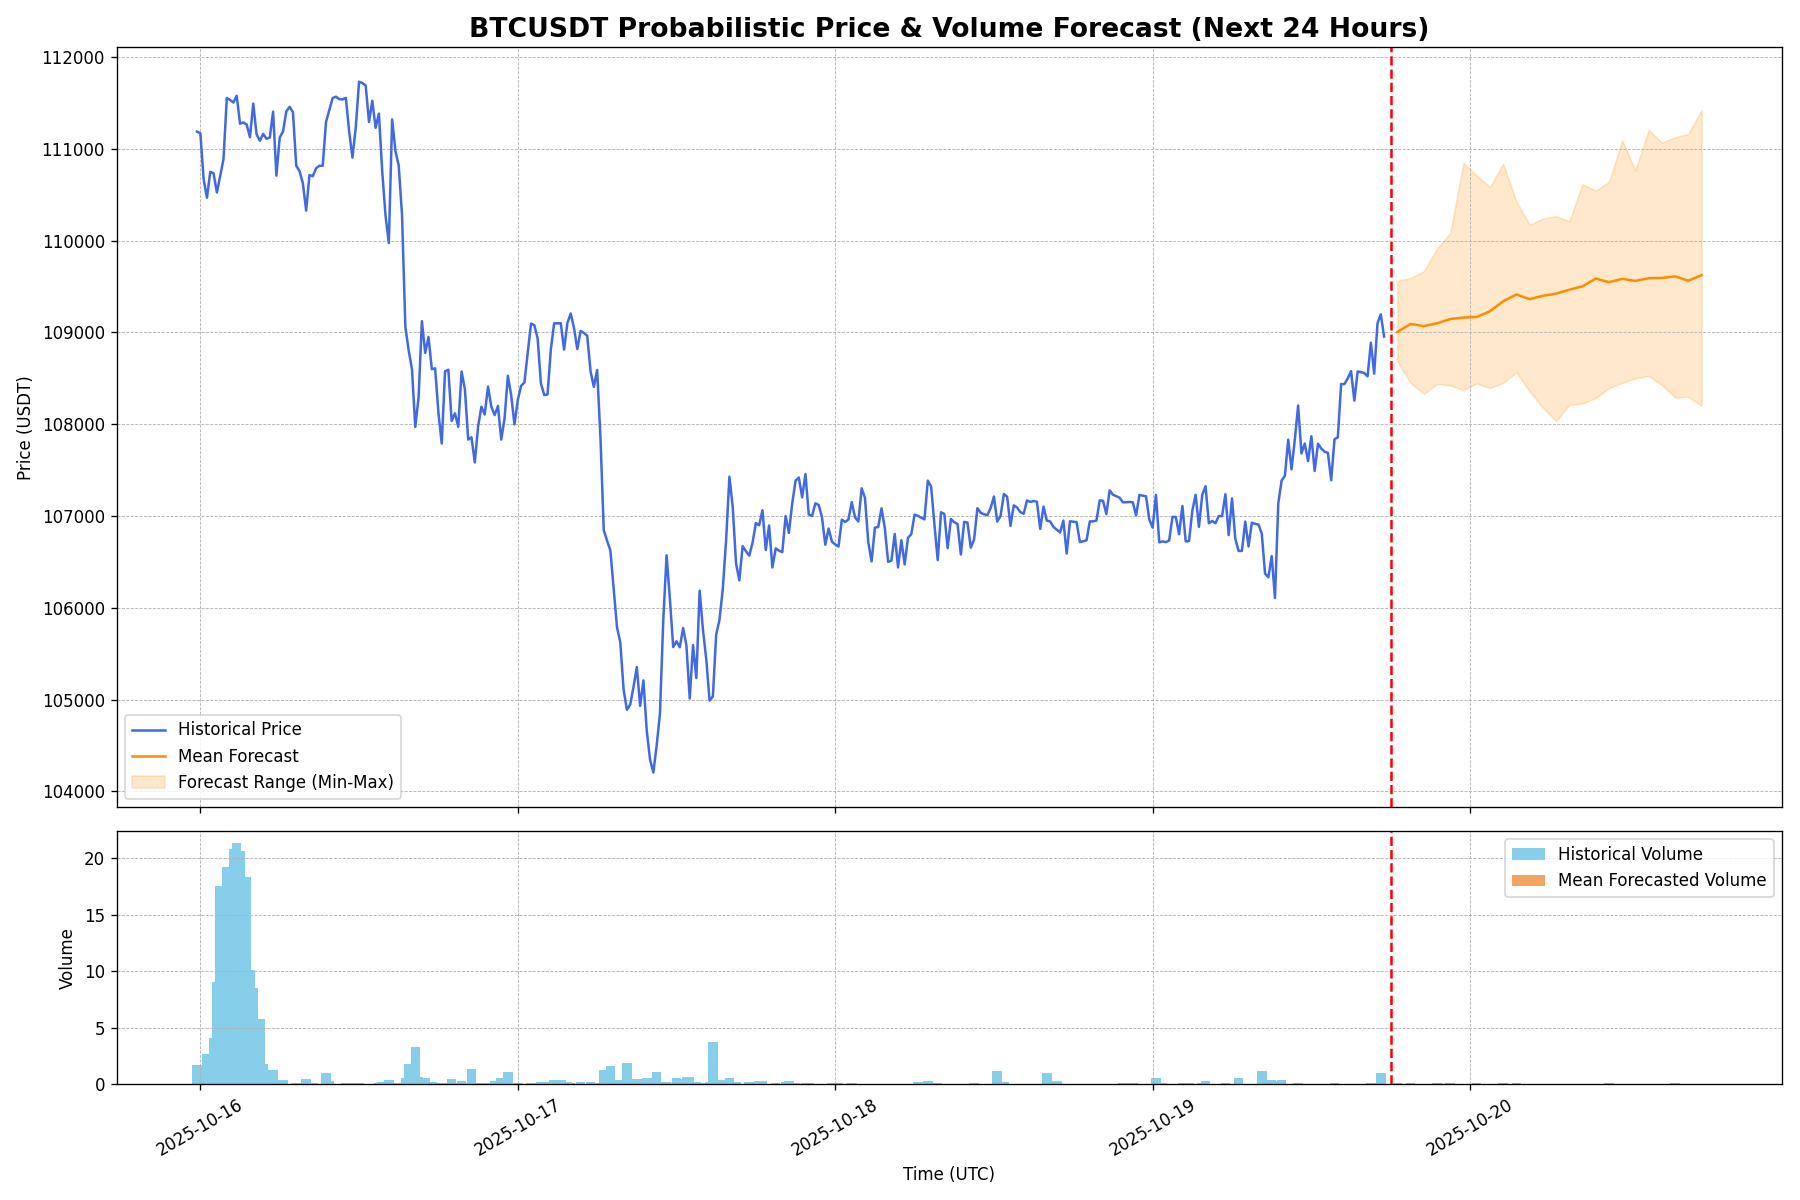 BTCUSDT Probabilistic Price & Volume Forecast (Next 24 Hours)
Price (USDT)
112000
111000
110000
109000
108000
107000
106000
105000
104000
Historical Price
Mean Forecast
Forecast Range (Min-Max)
Volume
20
15
10
5
0
Historical Volume
Mean Forecasted Volume
2025-10-16
2025-10-17
2025-10-18
2025-10-19
2025-10-20
Time (UTC)